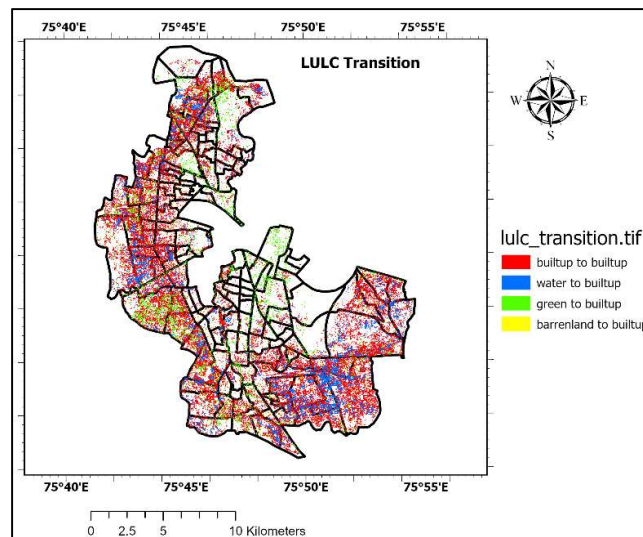 75°40'E 75°45'E 75°50'E 75°55'E
LULC Transition
N
W E
S
lulc_transition.tif
builtup to builtup
water to builtup
green to builtup
barrenland to builtup
75°40'E 75°45'E 75°50'E 75°55'E
0 2.5 5 10 Kilometers